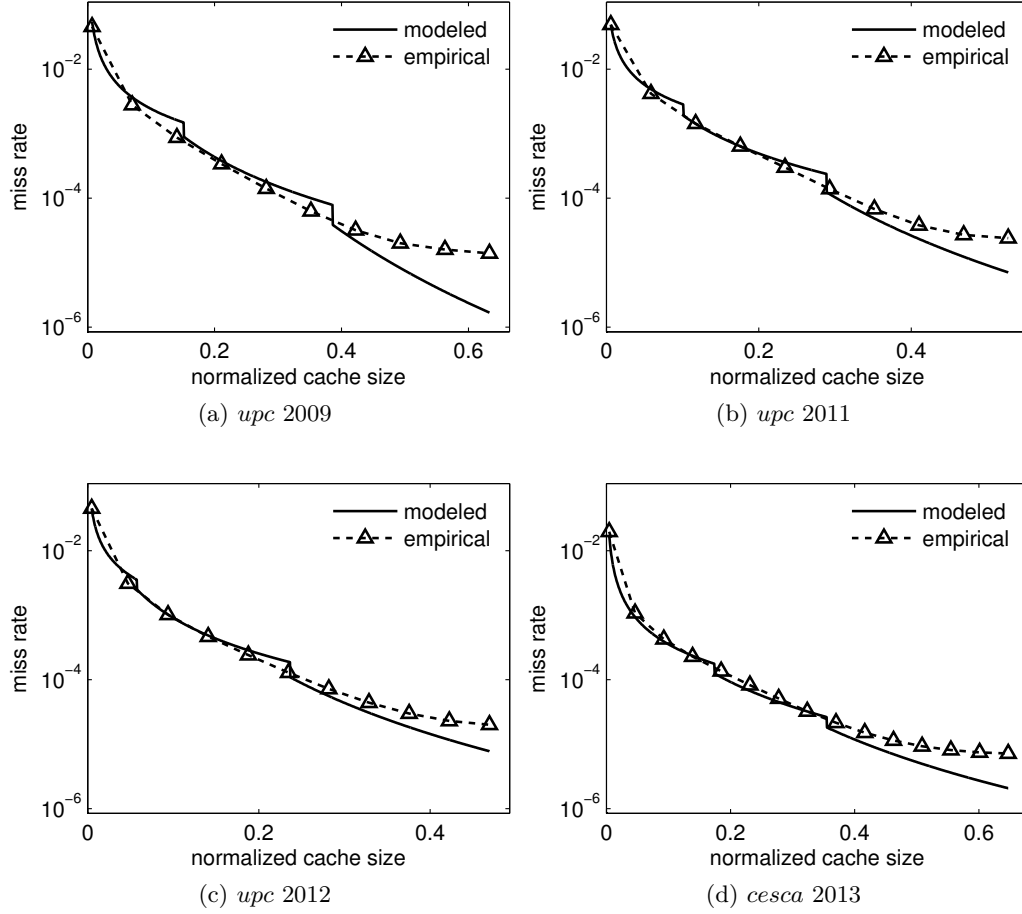 modeled
empirical
10−2
10−4
10−6
miss rate
0 0.2 0.4 0.6
normalized cache size
(a) upc 2009
modeled
empirical
10−2
10−4
10−6
miss rate
0 0.2 0.4
normalized cache size
(b) upc 2011
modeled
empirical
10−2
10−4
10−6
miss rate
0 0.2 0.4
normalized cache size
(c) upc 2012
modeled
empirical
10−2
10−4
10−6
miss rate
0 0.2 0.4 0.6
normalized cache size
(d) cesca 2013